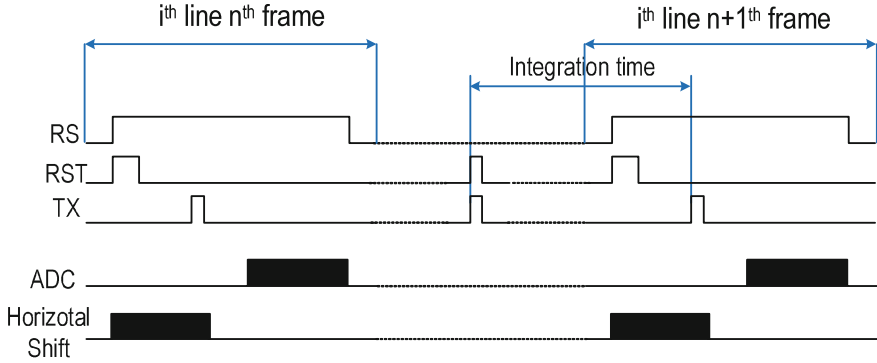 iᵗʰ line nᵗʰ frame
iᵗʰ line n+1ᵗʰ frame
Integration time
RS
RST
TX
ADC
Horizotal
Shift